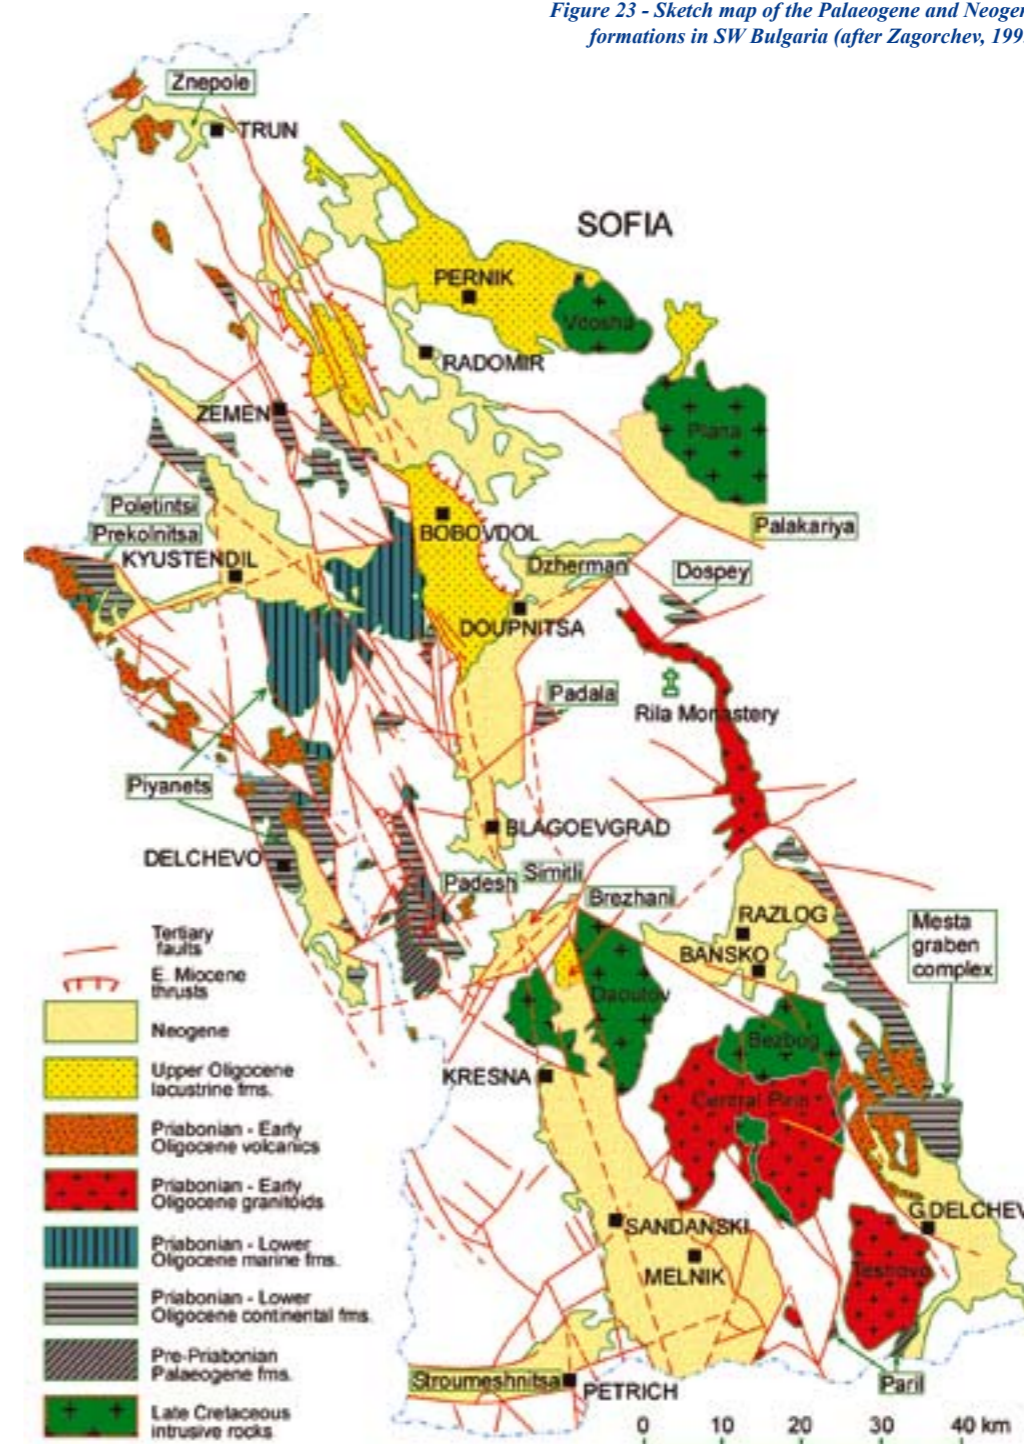 Figure 23 - Sketch map of the Palaeogene and Neogen
formations in SW Bulgaria (after Zagorchev, 199
Znepole
TRUN
SOFIA
PERNIK
Vitosha
RADOMIR
ZEMEN
Plana
Poletintsi
BOBOVDOL
Palakariya
Prekolnitsa
KYUSTENDIL
Dzherman
Dospey
DOUPNITSA
Padala
Rila Monastery
Piyanets
BLAGOEVGRAD
DELCHEVO
Simitli
Padesh
Brezhani
RAZLOG
Mesta
graben
complex
BANSKO
Tertiary
faults
E. Miocene
thrusts
Daoutov
Neogene
Bezbog
KRESNA
Upper Oligocene
lacustrine fms.
Central Pirin
Priabonian - Early
Oligocene volcanics
Priabonian - Early
Oligocene granitoids
G.DELCHEV
SANDANSKI
Priabonian - Lower
Oligocene marine fms.
MELNIK
Teshovo
Priabonian - Lower
Oligocene continental fms.
Pre-Priabonian
Palaeogene fms.
Stroumeshnitsa
PETRICH
Paril
Late Cretaceous
intrusive rocks
0 10 20 30 40 km